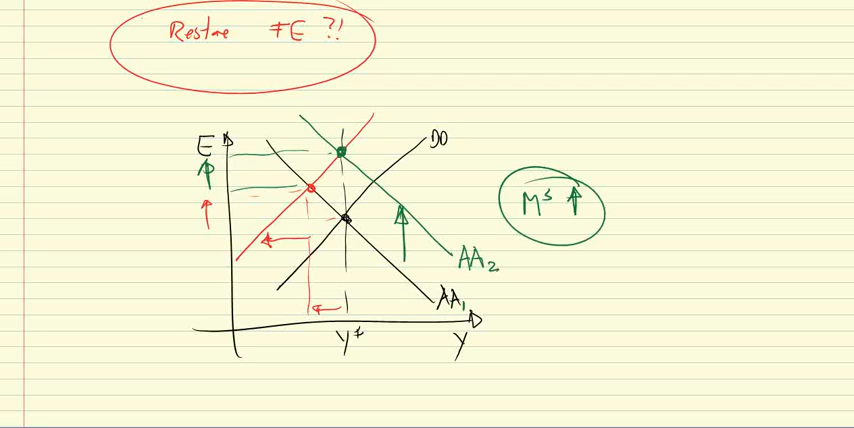 Restore FE ?!
E
DD
M^s ↑
AA₂
AA₁
Y^f
Y